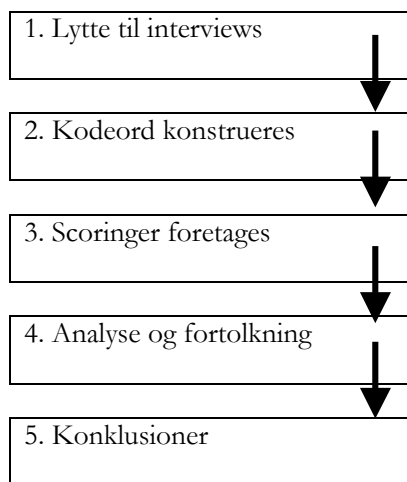 1. Lytte til interviews
2. Kodeord konstrueres
3. Scoringer foretages
4. Analyse og fortolkning
5. Konklusioner